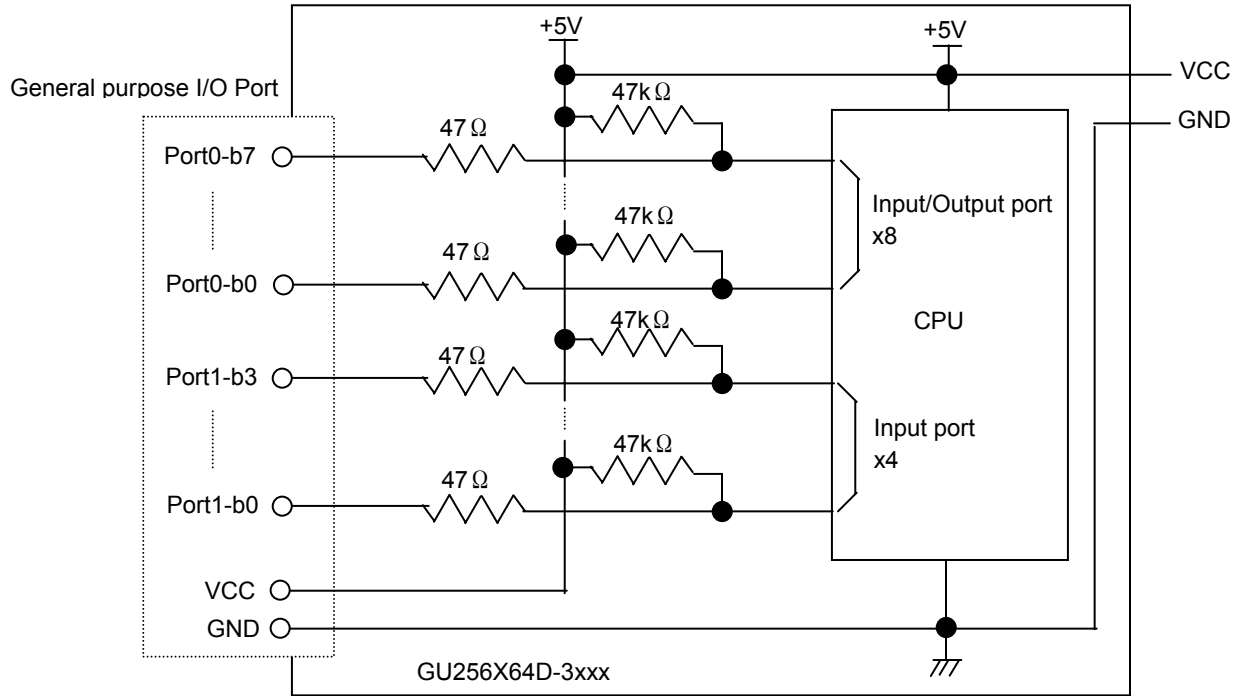 +5V
+5V
VCC
General purpose I/O Port
47kΩ
GND
47Ω
Port0-b7
Input/Output port
x8
47kΩ
47Ω
Port0-b0
CPU
47kΩ
47Ω
Port1-b3
Input port
x4
47kΩ
47Ω
Port1-b0
VCC
GND
GU256X64D-3xxx